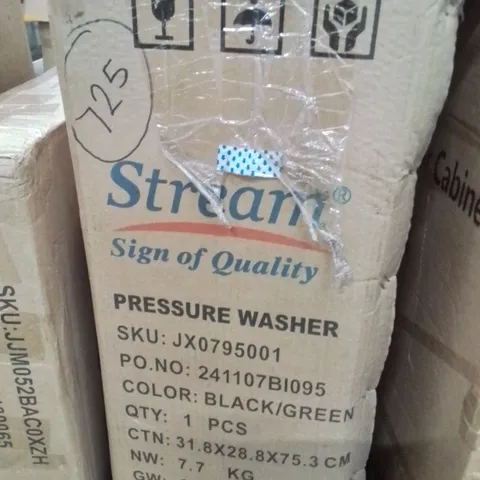 725
Stream®
Sign of Quality
PRESSURE WASHER
SKU: JX0795001
PO.NO: 241107BI095
COLOR: BLACK/GREEN
QTY: 1 PCS
CTN: 31.8X28.8X75.3 CM
NW: 7.7 KG
GW:
SKU:JJM052BAC0XZH
Cabine